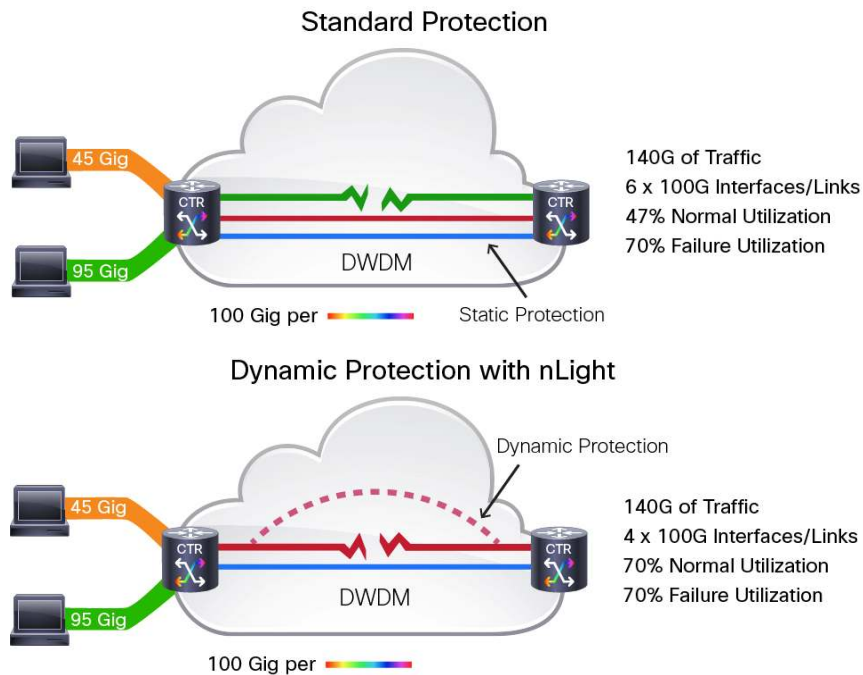 Standard Protection
45 Gig
95 Gig
CTR
CTR
DWDM
Static Protection
100 Gig per
140G of Traffic
6 x 100G Interfaces/Links
47% Normal Utilization
70% Failure Utilization
Dynamic Protection with nLight
Dynamic Protection
45 Gig
95 Gig
CTR
CTR
DWDM
100 Gig per
140G of Traffic
4 x 100G Interfaces/Links
70% Normal Utilization
70% Failure Utilization